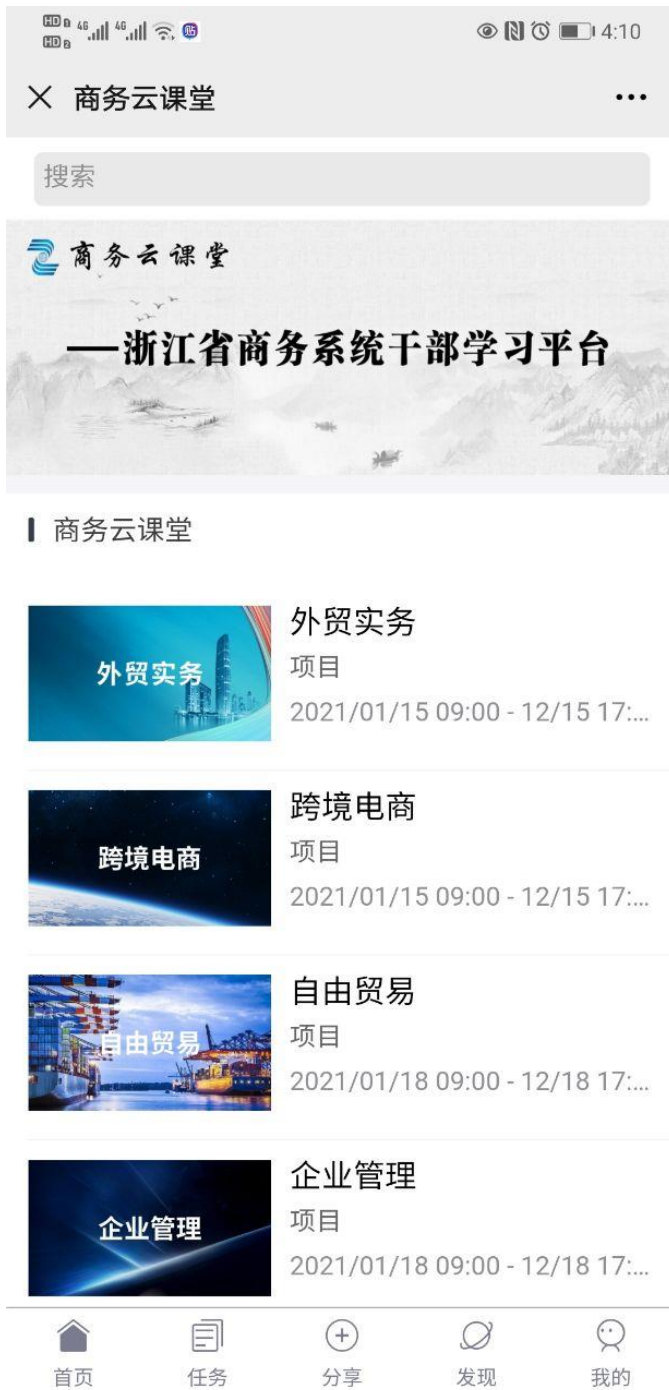 HD 1 4G 4G
HD 2
4:10
商务云课堂
搜索
商务云课堂
——浙江省商务系统干部学习平台
商务云课堂
外贸实务
外贸实务
项目
2021/01/15 09:00 - 12/15 17:...
跨境电商
跨境电商
项目
2021/01/15 09:00 - 12/15 17:...
自由贸易
自由贸易
项目
2021/01/18 09:00 - 12/18 17:...
企业管理
企业管理
项目
2021/01/18 09:00 - 12/18 17:...
首页 任务 分享 发现 我的